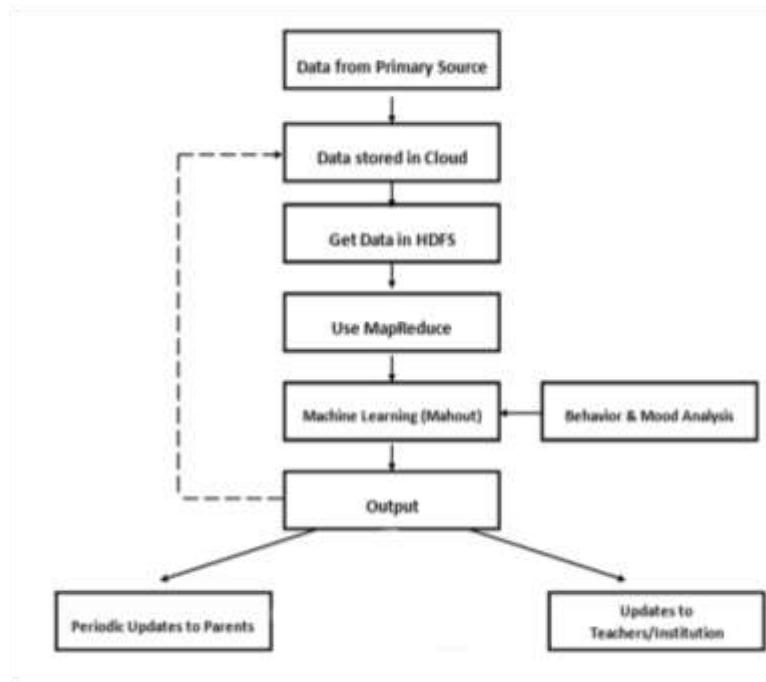 Data from Primary Source
Data stored in Cloud
Get Data in HDFS
Use MapReduce
Machine Learning (Mahout)
Behavior & Mood Analysis
Output
Periodic Updates to Parents
Updates to
Teachers/Institution